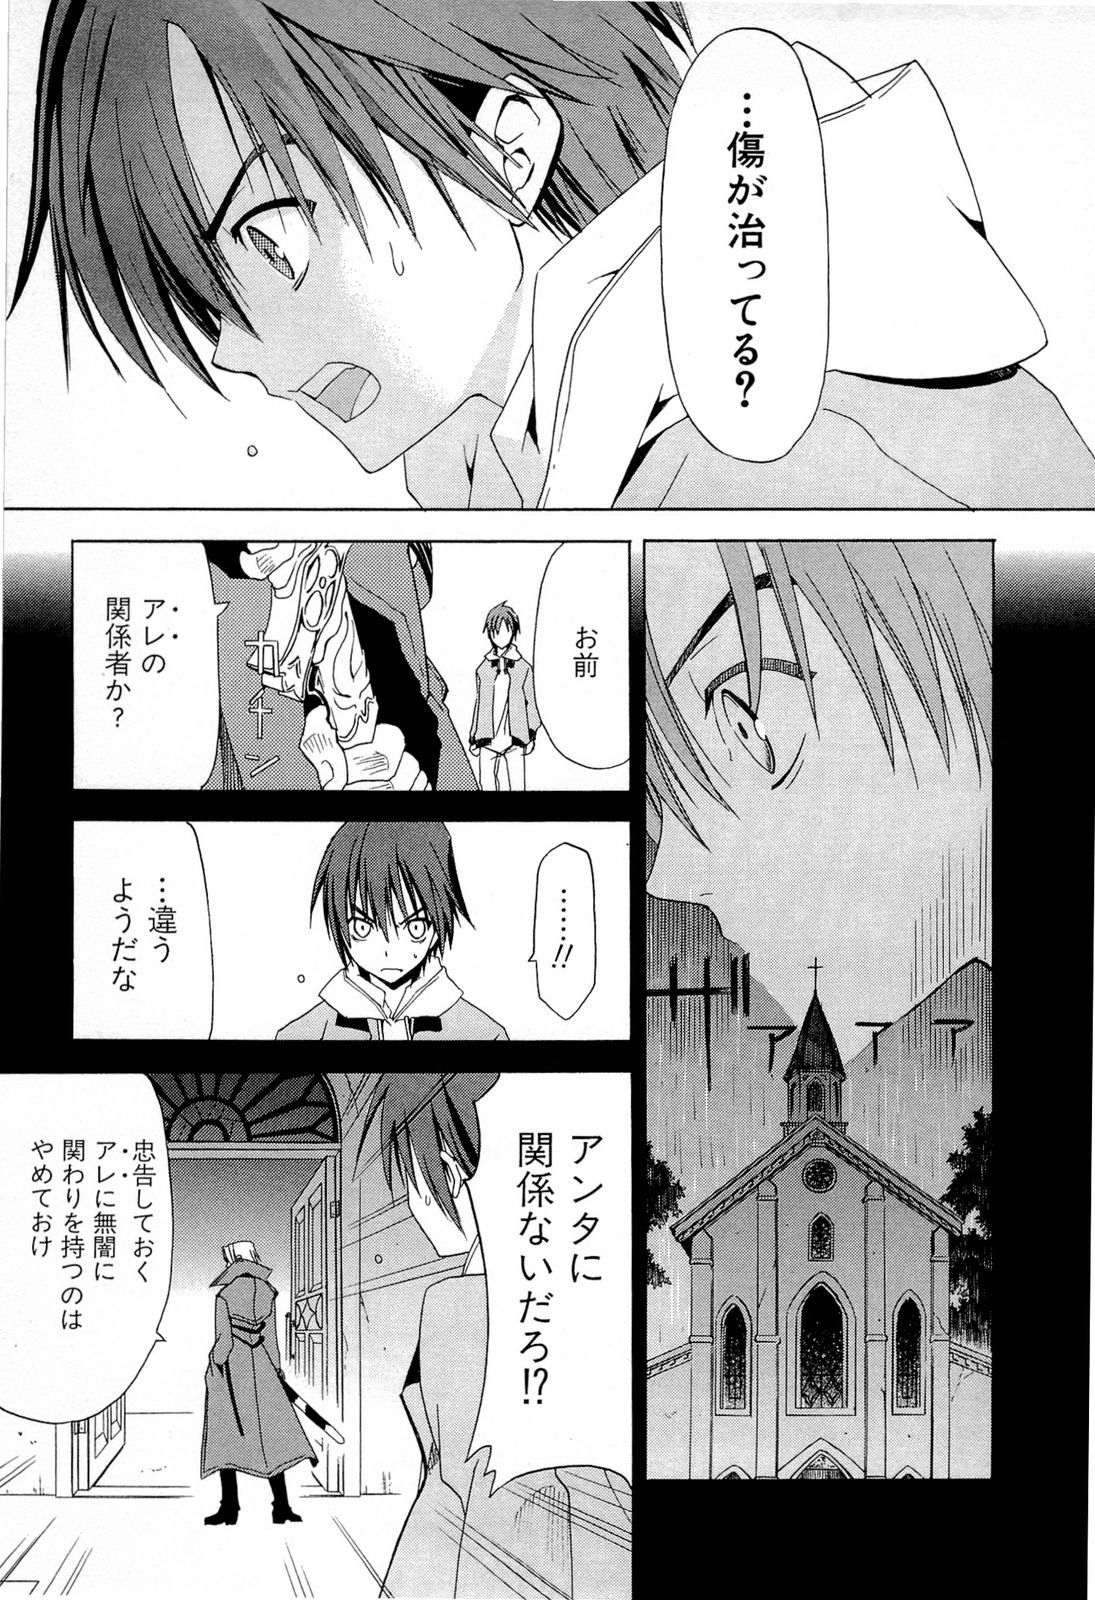 …傷が治ってる?
ザアアア
お前
アレの
関係者か?
カキーン
……!!
…違う
ようだな
アンタに
関係ないだろ!?
忠告しておく
アレに無闇に
関わりを持つのは
やめておけ